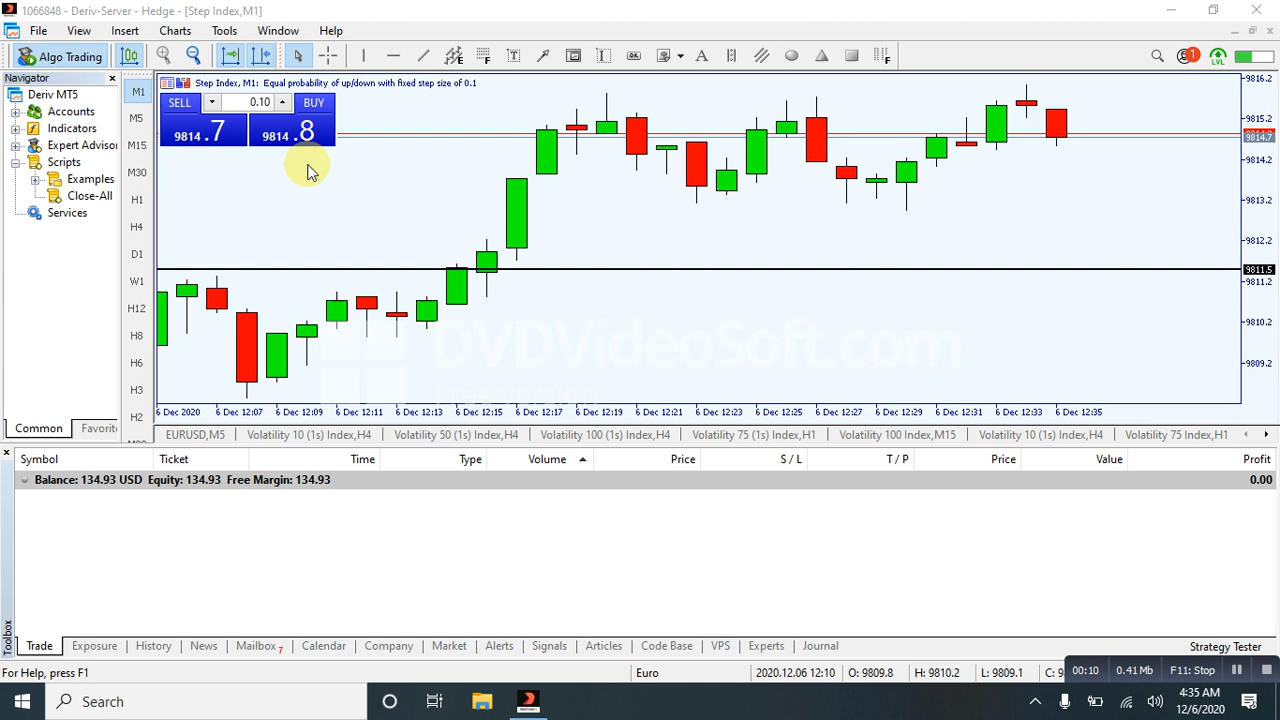 1066848 - Deriv-Server - Hedge - [Step Index,M1]
File View Insert Charts Tools Window Help
Algo Trading
1
LVL
Navigator
Deriv MT5
Accounts
Indicators
Expert Adviso
Scripts
Examples
Close-All
Services
Common Favorit
M1
M5
M15
M30
H1
H4
D1
W1
H12
H8
H6
H3
H2
Step Index, M1: Equal probability of up/down with fixed step size of 0.1
SELL 0.10 BUY
9814.7 9814.8
9816.2
9815.2
9814.7
9814.2
9813.2
9812.2
9811.5
9811.2
9810.2
9809.2
DVDVideoSoft.com
Free version
6 Dec 2020 6 Dec 12:07 6 Dec 12:09 6 Dec 12:11 6 Dec 12:13 6 Dec 12:15 6 Dec 12:17 6 Dec 12:19 6 Dec 12:21 6 Dec 12:23 6 Dec 12:25 6 Dec 12:27 6 Dec 12:29 6 Dec 12:31 6 Dec 12:33 6 Dec 12:35
EURUSD,M5 Volatility 10 (1s) Index,H4 Volatility 50 (1s) Index,H4 Volatility 100 (1s) Index,H4 Volatility 75 (1s) Index,H1 Volatility 100 Index,M15 Volatility 10 (1s) Index,H4 Volatility 75 Index,H1
Symbol Ticket Time Type Volume Price S / L T / P Price Value Profit
Balance: 134.93 USD Equity: 134.93 Free Margin: 134.93 0.00
Toolbox
Trade Exposure History News Mailbox 7 Calendar Company Market Alerts Signals Articles Code Base VPS Experts Journal Strategy Tester
For Help, press F1 Euro 2020.12.06 12:10 O: 9809.8 H: 9810.2 L: 9809.1 C: 9
00:10 0.41 Mb F11: Stop
Search
4:35 AM
12/6/2020